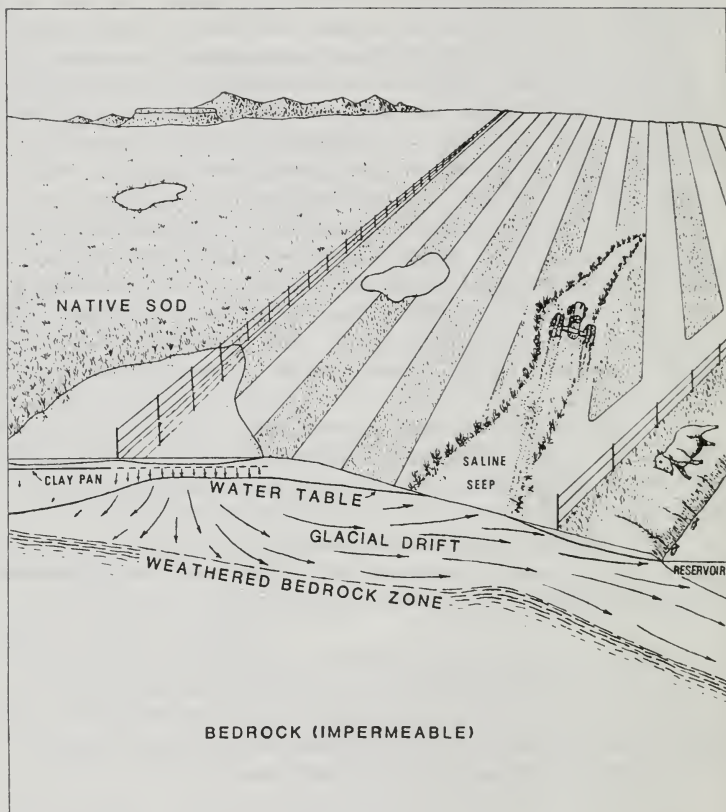 NATIVE SOD
SALINE
SEEP
CLAY PAN
WATER TABLE
GLACIAL DRIFT
RESERVOIR
WEATHERED BEDROCK ZONE
BEDROCK (IMPERMEABLE)